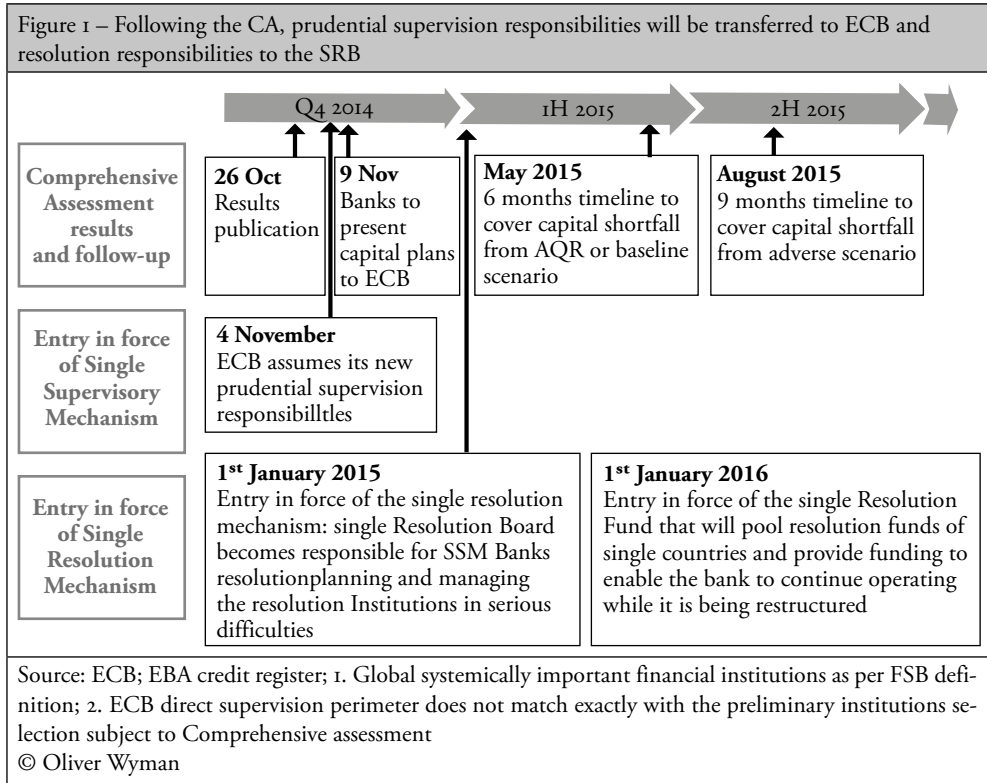 Figure 1 – Following the CA, prudential supervision responsibilities will be transferred to ECB and
resolution responsibilities to the SRB
Q4 2014
1H 2015
2H 2015
Comprehensive
Assessment
results
and follow-up
26 Oct
Results
publication
9 Nov
Banks to
present
capital plans
to ECB
May 2015
6 months timeline to
cover capital shortfall
from AQR or baseline
scenario
August 2015
9 months timeline to
cover capital shortfall
from adverse scenario
Entry in force
of Single
Supervisory
Mechanism
4 November
ECB assumes its new
prudential supervision
responsibilltles
Entry in force
of Single
Resolution
Mechanism
1st January 2015
Entry in force of the single resolution
mechanism: single Resolution Board
becomes responsible for SSM Banks
resolutionplanning and managing
the resolution Institutions in serious
difficulties
1st January 2016
Entry in force of the single Resolution
Fund that will pool resolution funds of
single countries and provide funding to
enable the bank to continue operating
while it is being restructured
Source: ECB; EBA credit register; 1. Global systemically important financial institutions as per FSB defi-
nition; 2. ECB direct supervision perimeter does not match exactly with the preliminary institutions se-
lection subject to Comprehensive assessment
© Oliver Wyman